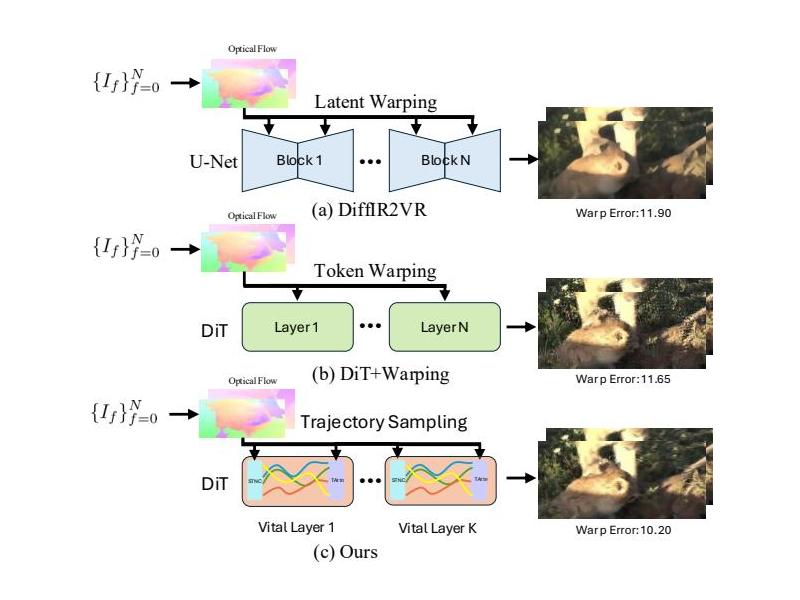 Optical Flow
{I_f}_{f=0}^N
Latent Warping
U-Net
Block 1
...
Block N
(a) DiffIR2VR
Warp Error:11.90
Optical Flow
{I_f}_{f=0}^N
Token Warping
DiT
Layer 1
...
Layer N
(b) DiT+Warping
Warp Error:11.65
Optical Flow
{I_f}_{f=0}^N
Trajectory Sampling
DiT
STNC
TAttn
...
STNC
TAttn
Vital Layer 1
Vital Layer K
(c) Ours
Warp Error:10.20